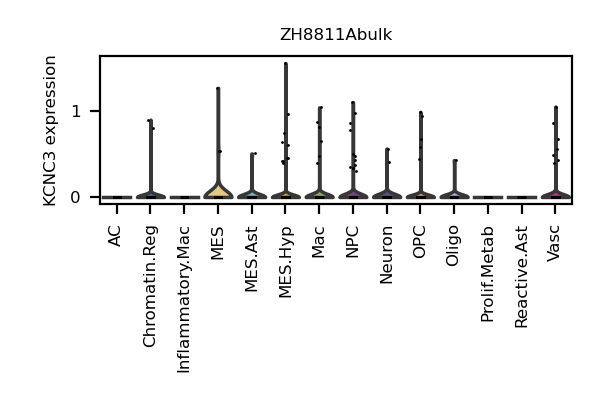 ZH8811Abulk
KCNC3 expression
1
0
AC
Chromatin.Reg
Inflammatory.Mac
MES
MES.Ast
MES.Hyp
Mac
NPC
Neuron
OPC
Oligo
Prolif.Metab
Reactive.Ast
Vasc